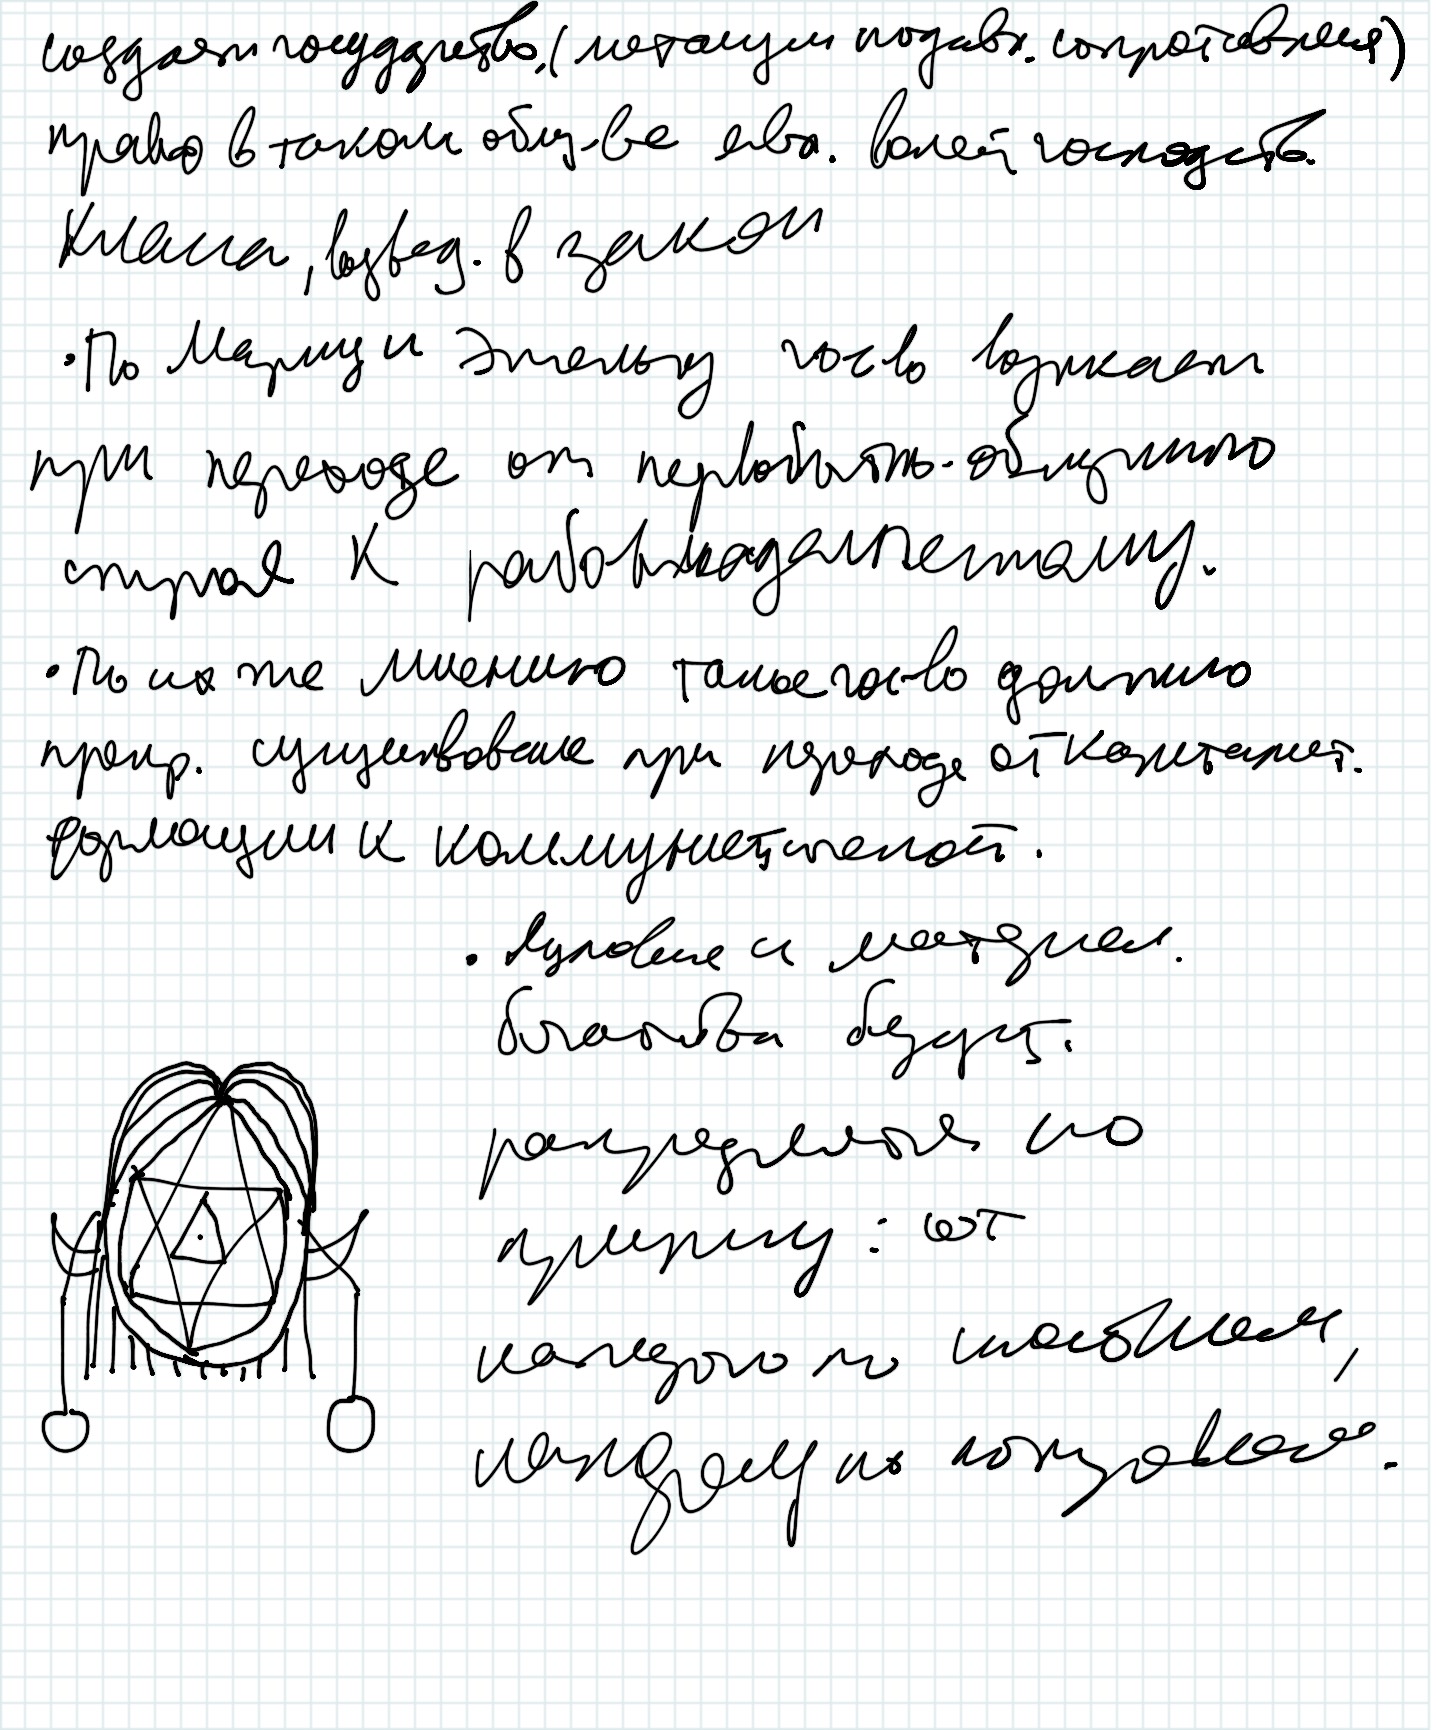 создает государство, (механизм подавл. сопротивления)
право в таком общ-ве явл. волей господств.
класса, возвед. в закон
• По Марксу и Энгельсу гос-во возникает
при переходе от первобытно-общинного
строя к рабовладельческому.
• По их же мнению такое гос-во должно
прекр. существование при переходе от капиталист.
формации к коммунистической.
• Духовные и материал.
богатства будут.
распределяться по
принципу: от
каждого по способностям,
каждому по потребностям.